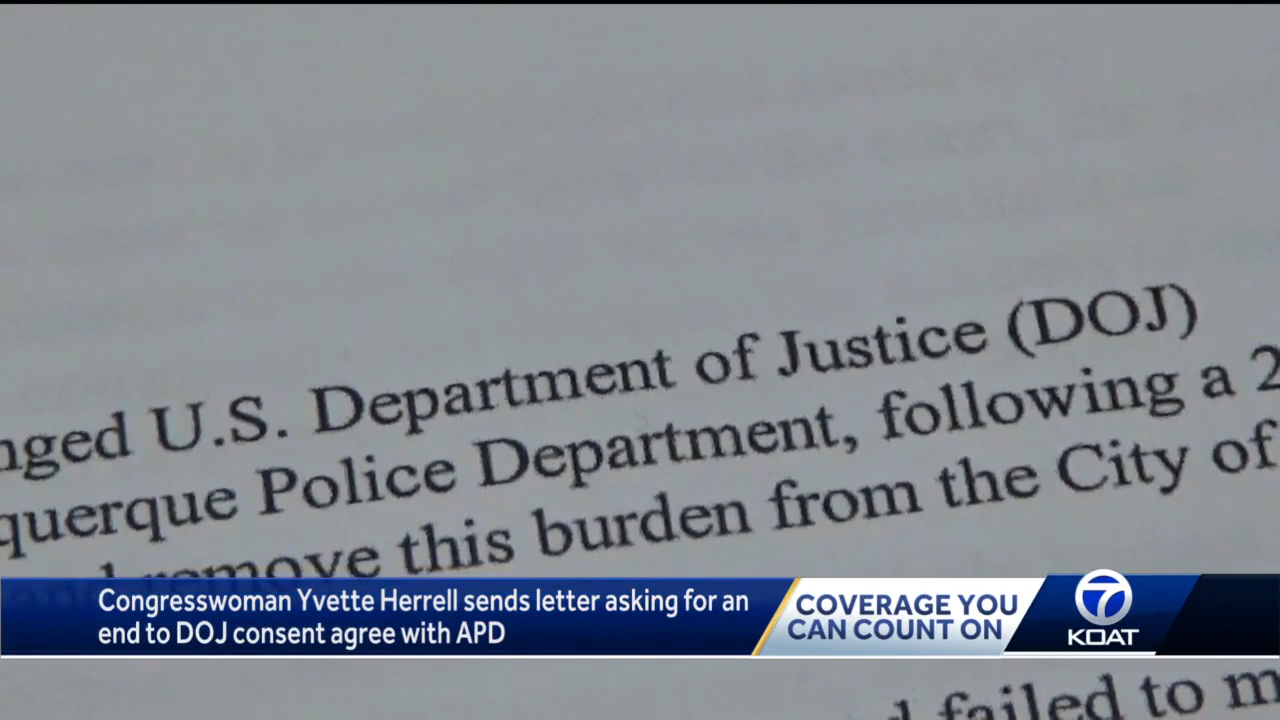 nged U.S. Department of Justice (DOJ)
querque Police Department, following a 2
and remove this burden from the City of
Congresswoman Yvette Herrell sends letter asking for an
end to DOJ consent agree with APD
COVERAGE YOU
CAN COUNT ON
7
KOAT
failed to m